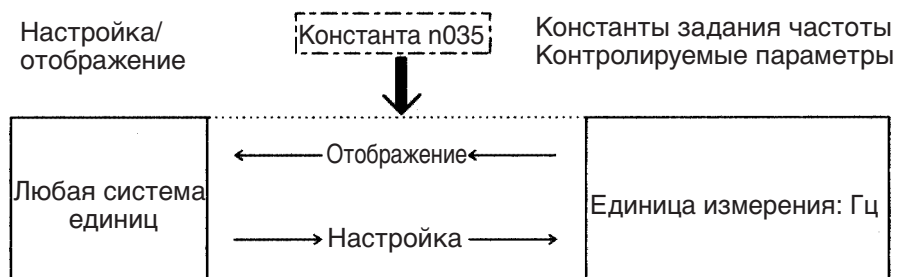 Настройка/
отображение
Константа n035
Константы задания частоты
Контролируемые параметры
Отображение
Любая система
единиц
Единица измерения: Гц
Настройка